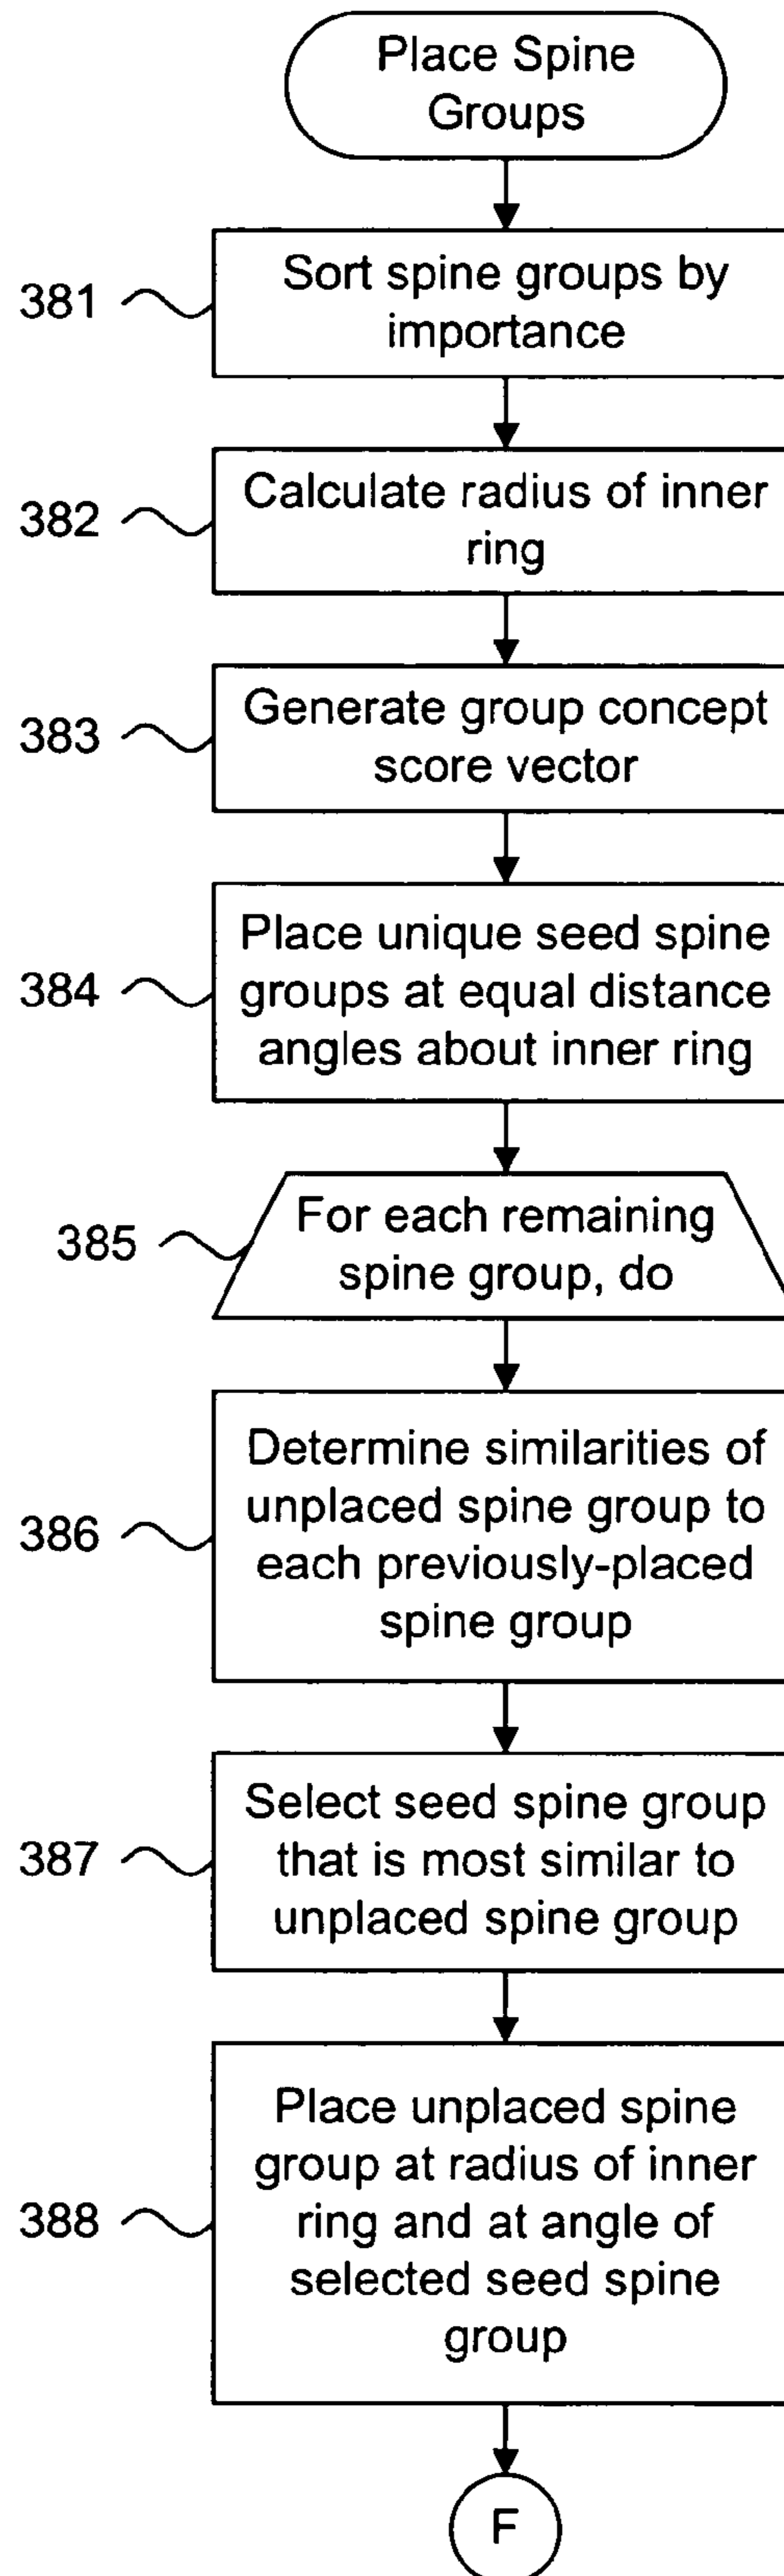 Place Spine
Groups
381
Sort spine groups by
importance
382
Calculate radius of inner
ring
383
Generate group concept
score vector
384
Place unique seed spine
groups at equal distance
angles about inner ring
385
For each remaining
spine group, do
386
Determine similarities of
unplaced spine group to
each previously-placed
spine group
387
Select seed spine group
that is most similar to
unplaced spine group
388
Place unplaced spine
group at radius of inner
ring and at angle of
selected seed spine
group
F